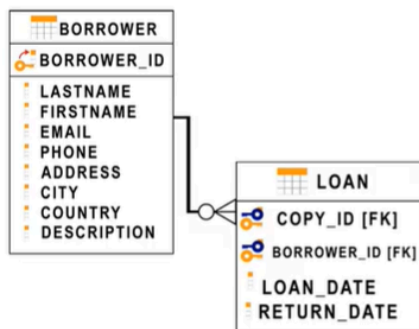 BORROWER
BORROWER_ID
LASTNAME
FIRSTNAME
EMAIL
PHONE
ADDRESS
CITY
COUNTRY
DESCRIPTION
LOAN
COPY_ID [FK]
BORROWER_ID [FK]
LOAN_DATE
RETURN_DATE